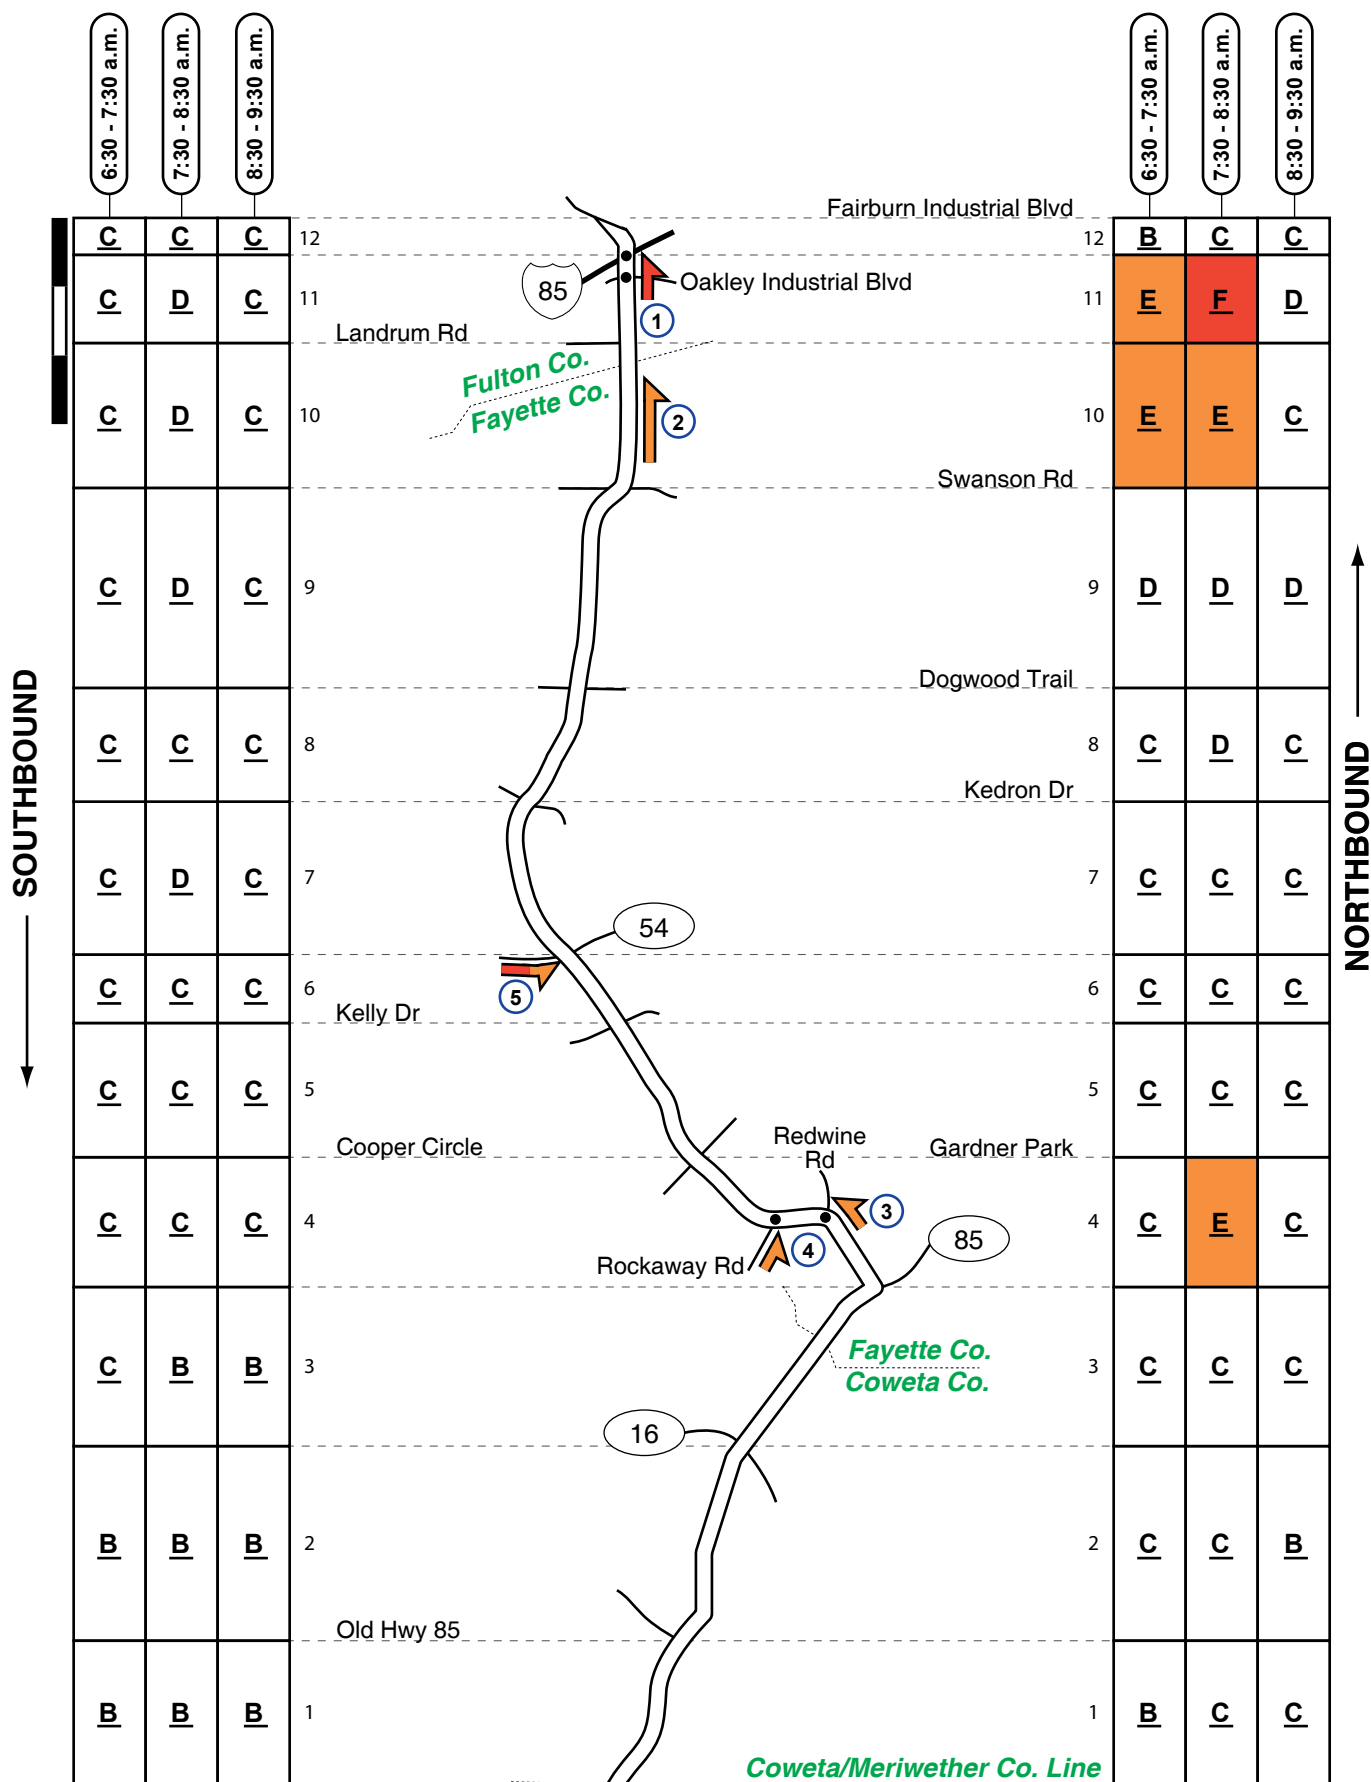 6:30 - 7:30 a.m. 7:30 - 8:30 a.m. 8:30 - 9:30 a.m. 6:30 - 7:30 a.m. 7:30 - 8:30 a.m. 8:30 - 9:30 a.m.
Fairburn Industrial Blvd
C C C 12 12 B C C
85 Oakley Industrial Blvd
C D C 11 11 E F D
1
Landrum Rd
Fulton Co.
Fayette Co.
C D C 10 2 10 E E C
Swanson Rd
C D C 9 9 D D D
Dogwood Trail
SOUTHBOUND
NORTHBOUND
C C C 8 8 C D C
Kedron Dr
C D C 7 7 C C C
54
C C C 6 5 6 C C C
Kelly Dr
C C C 5 5 C C C
Redwine
Rd
Cooper Circle Gardner Park
3
C C C 4 4 C E C
85
4
Rockaway Rd
Fayette Co.
C B B 3 3 C C C
Coweta Co.
16
B B B 2 2 C C B
Old Hwy 85
B B B 1 1 B C C
Coweta/Meriwether Co. Line